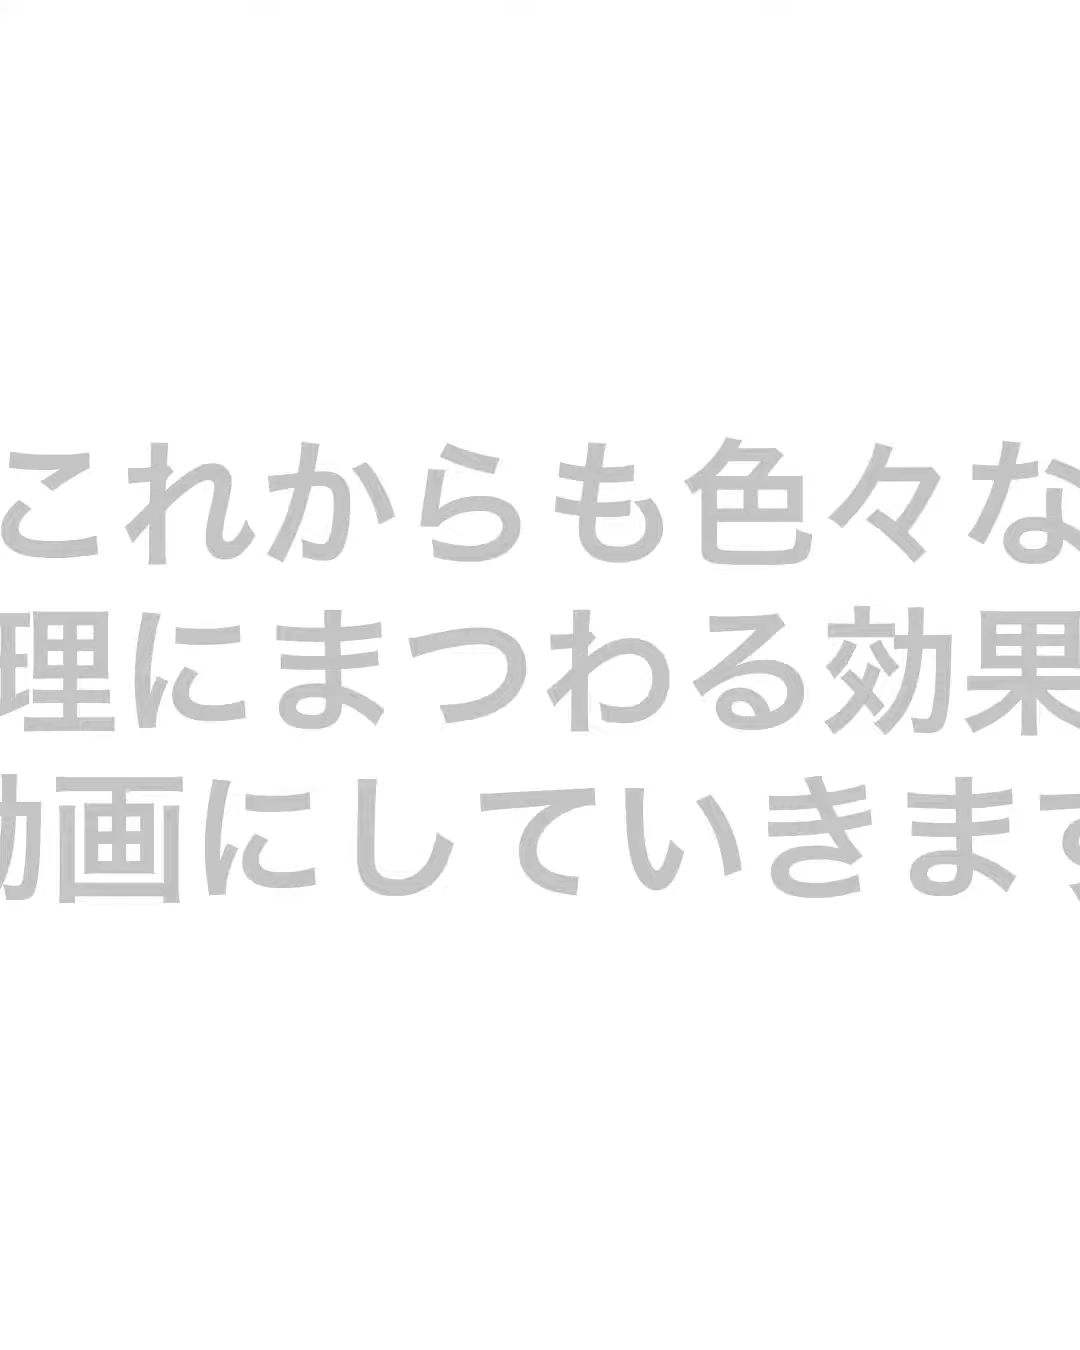 これからも色々な
理にまつわる効果
動画にしていきます